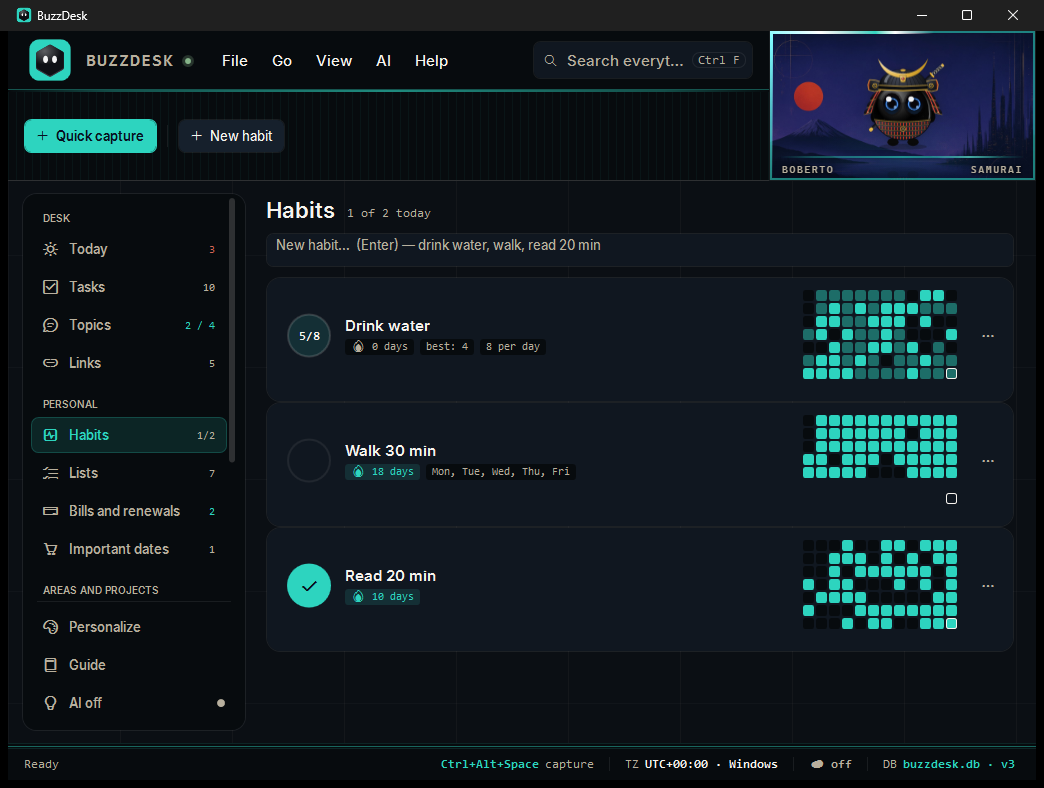 BuzzDesk
BUZZDESK File Go View AI Help Search everyt... Ctrl F
+ Quick capture + New habit
BOBERTO SAMURAI
DESK
Today 3
Tasks 10
Topics 2 / 4
Links 5
PERSONAL
Habits 1/2
Lists 7
Bills and renewals 2
Important dates 1
AREAS AND PROJECTS
Personalize
Guide
AI off
Habits 1 of 2 today
New habit... (Enter) — drink water, walk, read 20 min
5/8
Drink water
0 days best: 4 8 per day
...
Walk 30 min
18 days Mon, Tue, Wed, Thu, Fri
...
Read 20 min
10 days
...
Ready Ctrl+Alt+Space capture TZ UTC+00:00 · Windows off DB buzzdesk.db · v3